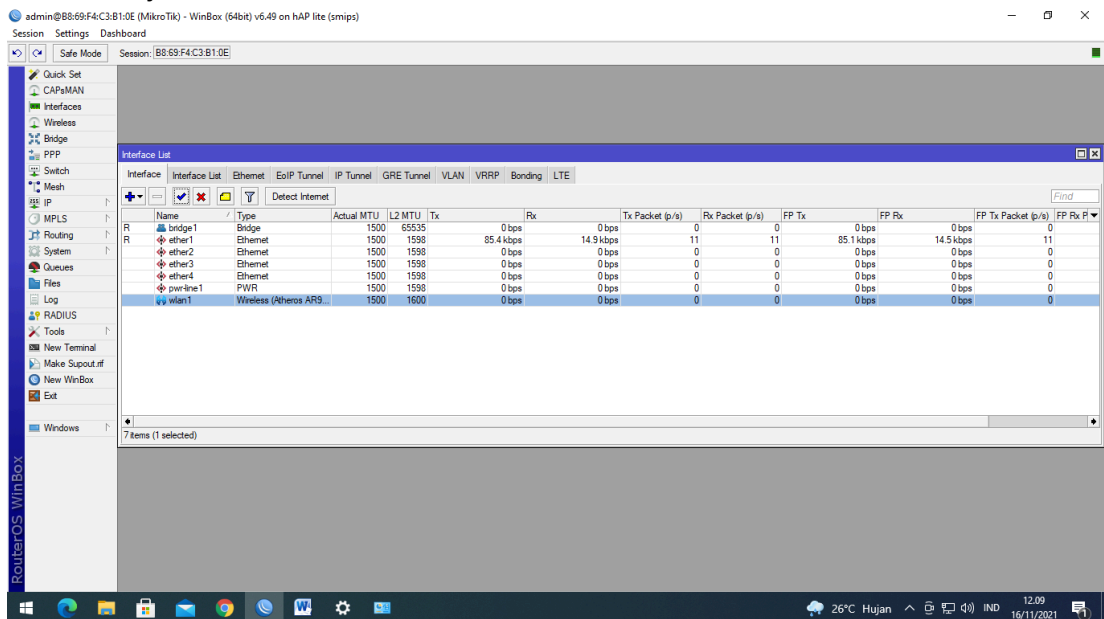 admin@B8:69:F4:C3:B1:0E (MikroTik) - WinBox (64bit) v6.49 on hAP lite (smips)
Session Settings Dashboard
Safe Mode Session: B8:69:F4:C3:B1:0E
Quick Set
CAPsMAN
Interfaces
Wireless
Bridge
PPP
Switch
Mesh
IP
MPLS
Routing
System
Queues
Files
Log
RADIUS
Tools
New Terminal
Make Supout.rif
New WinBox
Exit
Windows
RouterOS WinBox
Interface List
Interface Interface List Ethernet EoIP Tunnel IP Tunnel GRE Tunnel VLAN VRRP Bonding LTE
Detect Internet Find
Name Type Actual MTU L2 MTU Tx Rx Tx Packet (p/s) Rx Packet (p/s) FP Tx FP Rx FP Tx Packet (p/s) FP Rx P
R bridge1 Bridge 1500 65535 0 bps 0 bps 0 0 0 bps 0 bps 0
R ether1 Ethernet 1500 1598 85.4 kbps 14.9 kbps 11 11 85.1 kbps 14.5 kbps 11
ether2 Ethernet 1500 1598 0 bps 0 bps 0 0 0 bps 0 bps 0
ether3 Ethernet 1500 1598 0 bps 0 bps 0 0 0 bps 0 bps 0
ether4 Ethernet 1500 1598 0 bps 0 bps 0 0 0 bps 0 bps 0
pwr-line1 PWR 1500 1598 0 bps 0 bps 0 0 0 bps 0 bps 0
wlan1 Wireless (Atheros AR9... 1500 1600 0 bps 0 bps 0 0 0 bps 0 bps 0
7 items (1 selected)
26°C Hujan IND 12.09
16/11/2021